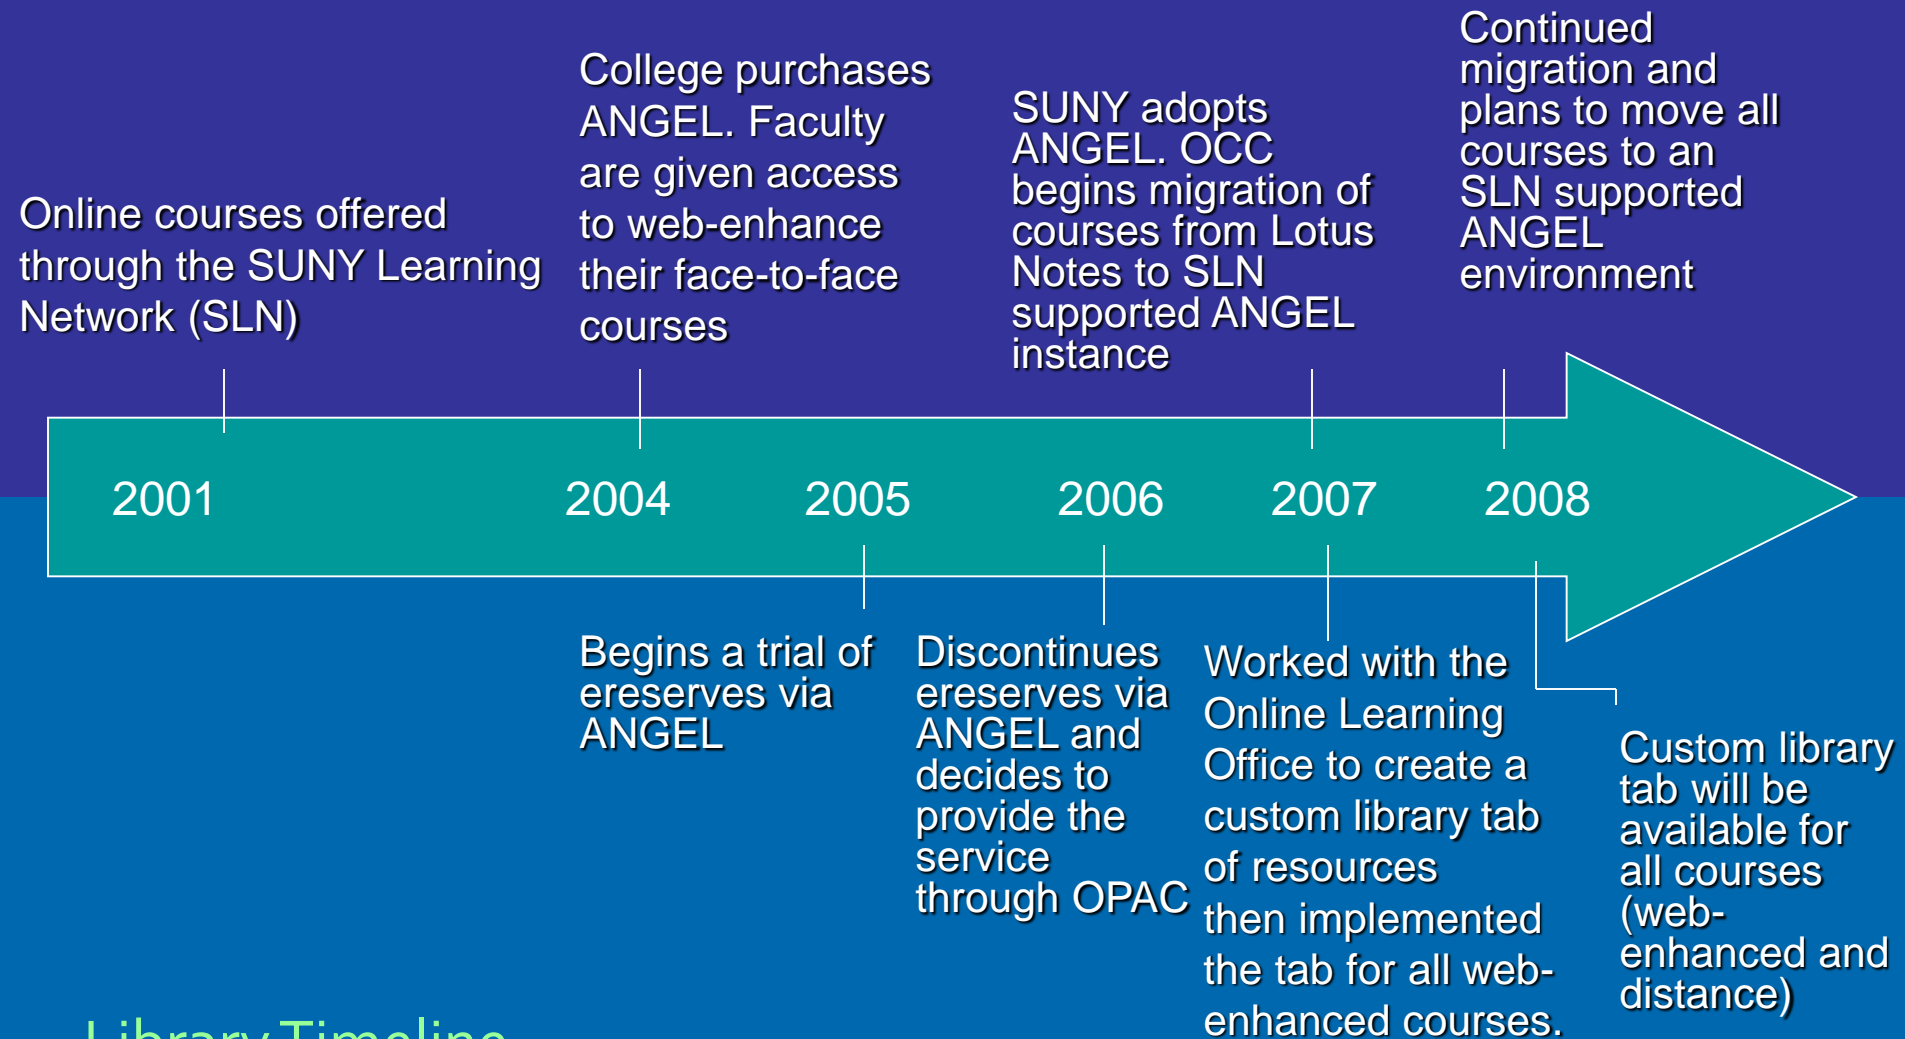 Online courses offered
through the SUNY Learning
Network (SLN)
College purchases
ANGEL. Faculty
are given access
to web-enhance
their face-to-face
courses
SUNY adopts
ANGEL. OCC
begins migration of
courses from Lotus
Notes to SLN
supported ANGEL
instance
Continued
migration and
plans to move all
courses to an
SLN supported
ANGEL
environment
2001 2004 2005 2006 2007 2008
Begins a trial of
ereserves via
ANGEL
Discontinues
ereserves via
ANGEL and
decides to
provide the
service
through OPAC
Worked with the
Online Learning
Office to create a
custom library tab
of resources
then implemented
the tab for all web-
enhanced courses.
Custom library
tab will be
available for
all courses
(web-
enhanced and
distance)
Library Timeline